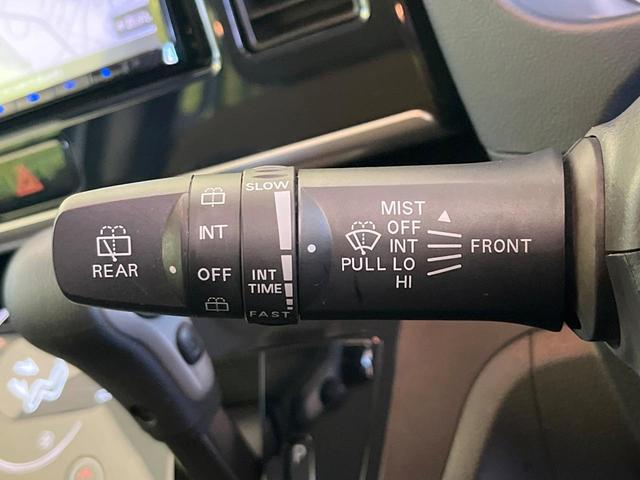 REAR
INT
OFF
SLOW
INT
TIME
FAST
PULL
MIST
OFF
INT
LO
HI
FRONT
P